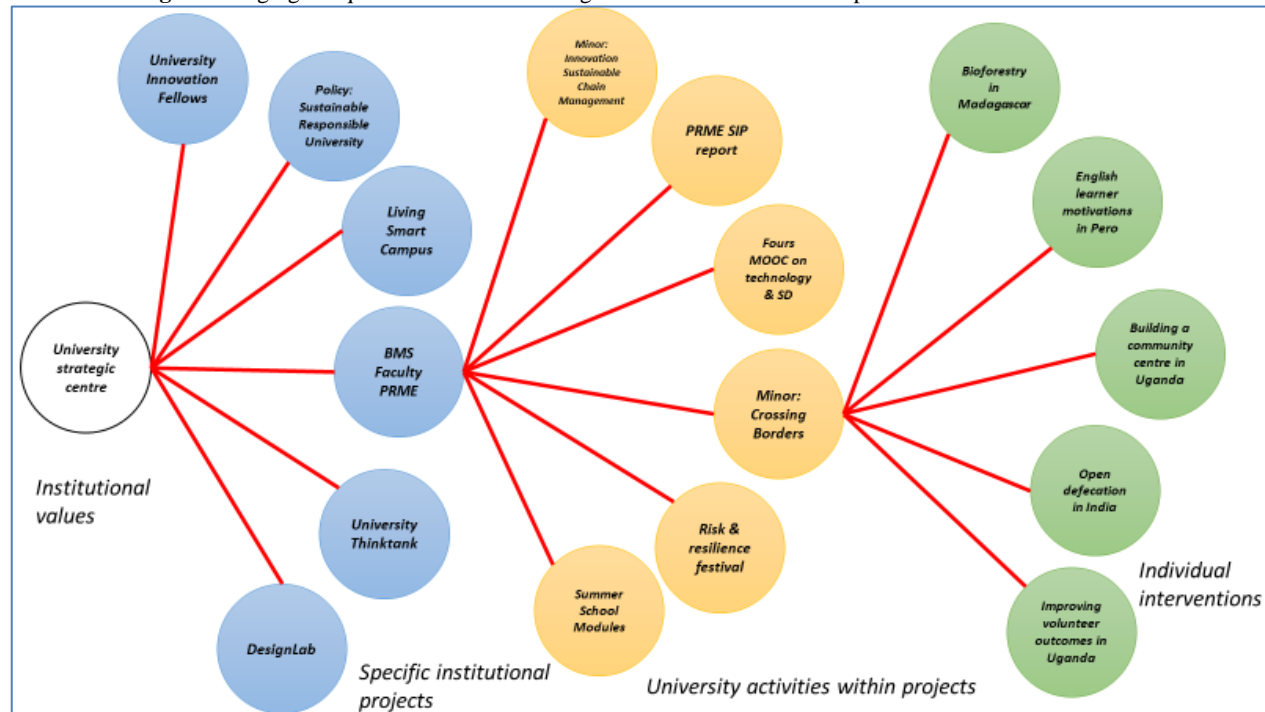 University
Innovation
Fellows
Policy:
Sustainable
Responsible
University
Living
Smart
Campus
University
strategic
centre
BMS
Faculty
PRME
Institutional
values
University
Thinktank
DesignLab
Specific institutional
projects
Minor:
Innovation
Sustainable
Chain
Management
PRME SIP
report
Fours
MOOC on
technology
& SD
Minor:
Crossing
Borders
Risk &
resilience
festival
Summer
School
Modules
University activities within projects
Bioforestry
in
Madagascar
English
learner
motivations
in Pero
Building a
community
centre in
Uganda
Open
defecation
in India
Improving
volunteer
outcomes in
Uganda
Individual
interventions